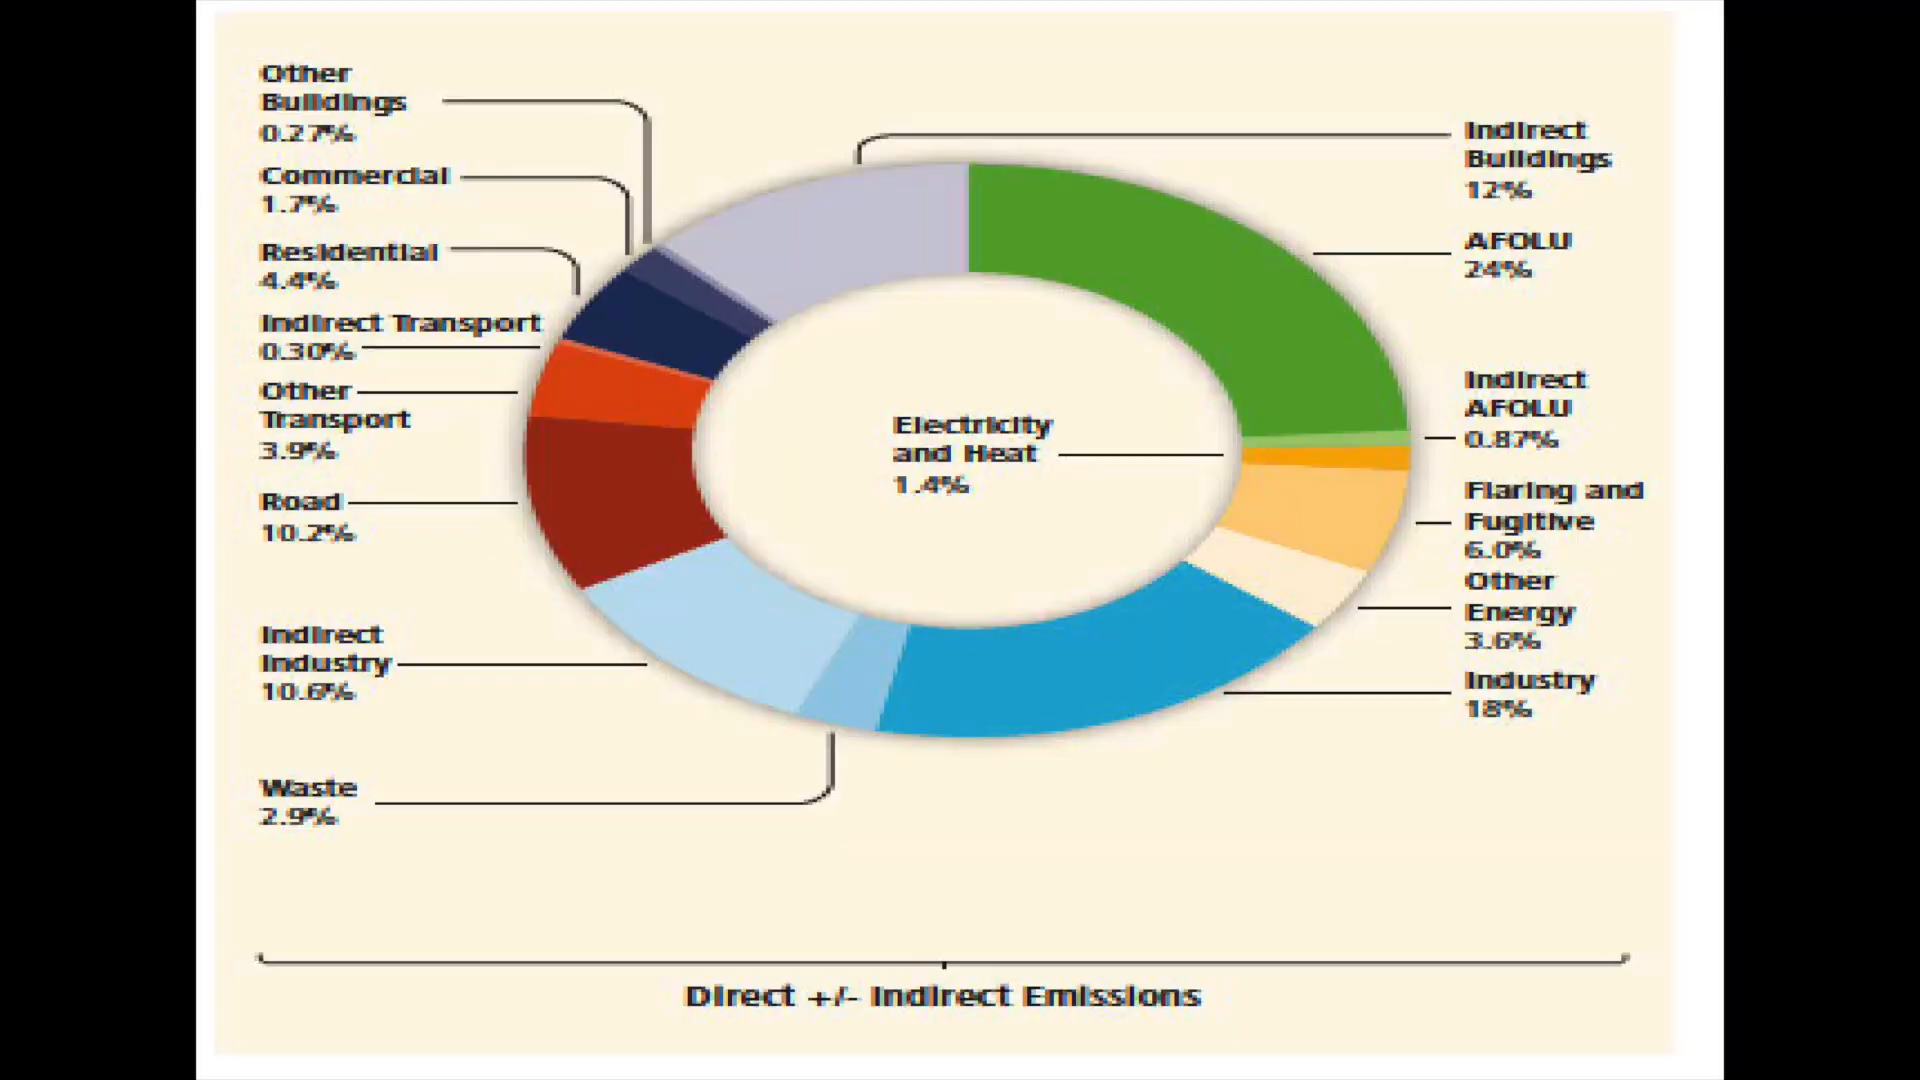 Other
Buildings
0.27%
Commercial
1.7%
Residential
4.4%
Indirect Transport
0.30%
Other
Transport
3.9%
Road
10.2%
Indirect
Industry
10.6%
Waste
2.9%
Electricity
and Heat
1.4%
Indirect
Buildings
12%
AFOLU
24%
Indirect
AFOLU
0.87%
Flaring and
Fugitive
6.0%
Other
Energy
3.6%
Industry
18%
Direct +/- Indirect Emissions